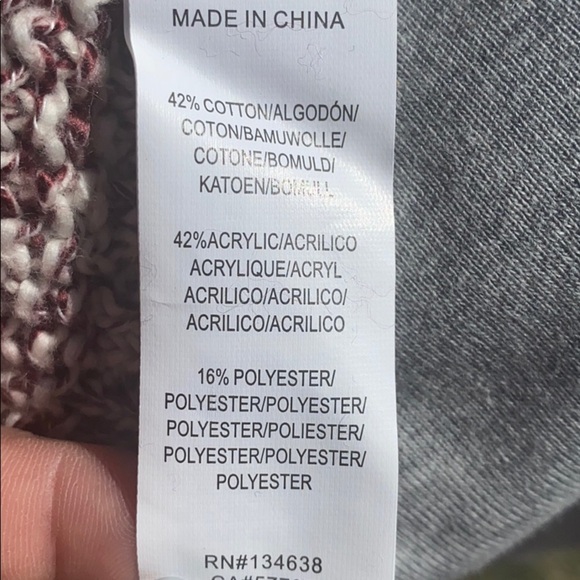 MADE IN CHINA
42% COTTON/ALGODÓN/
COTON/BAMUWOLLE/
COTONE/BOMULD/
KATOEN/BOMULL
42%ACRYLIC/ACRILICO
ACRYLIQUE/ACRYL
ACRILICO/ACRILICO/
ACRILICO/ACRILICO
16% POLYESTER/
POLYESTER/POLYESTER/
POLYESTER/POLIESTER/
POLYESTER/POLYESTER/
POLYESTER
RN#134638